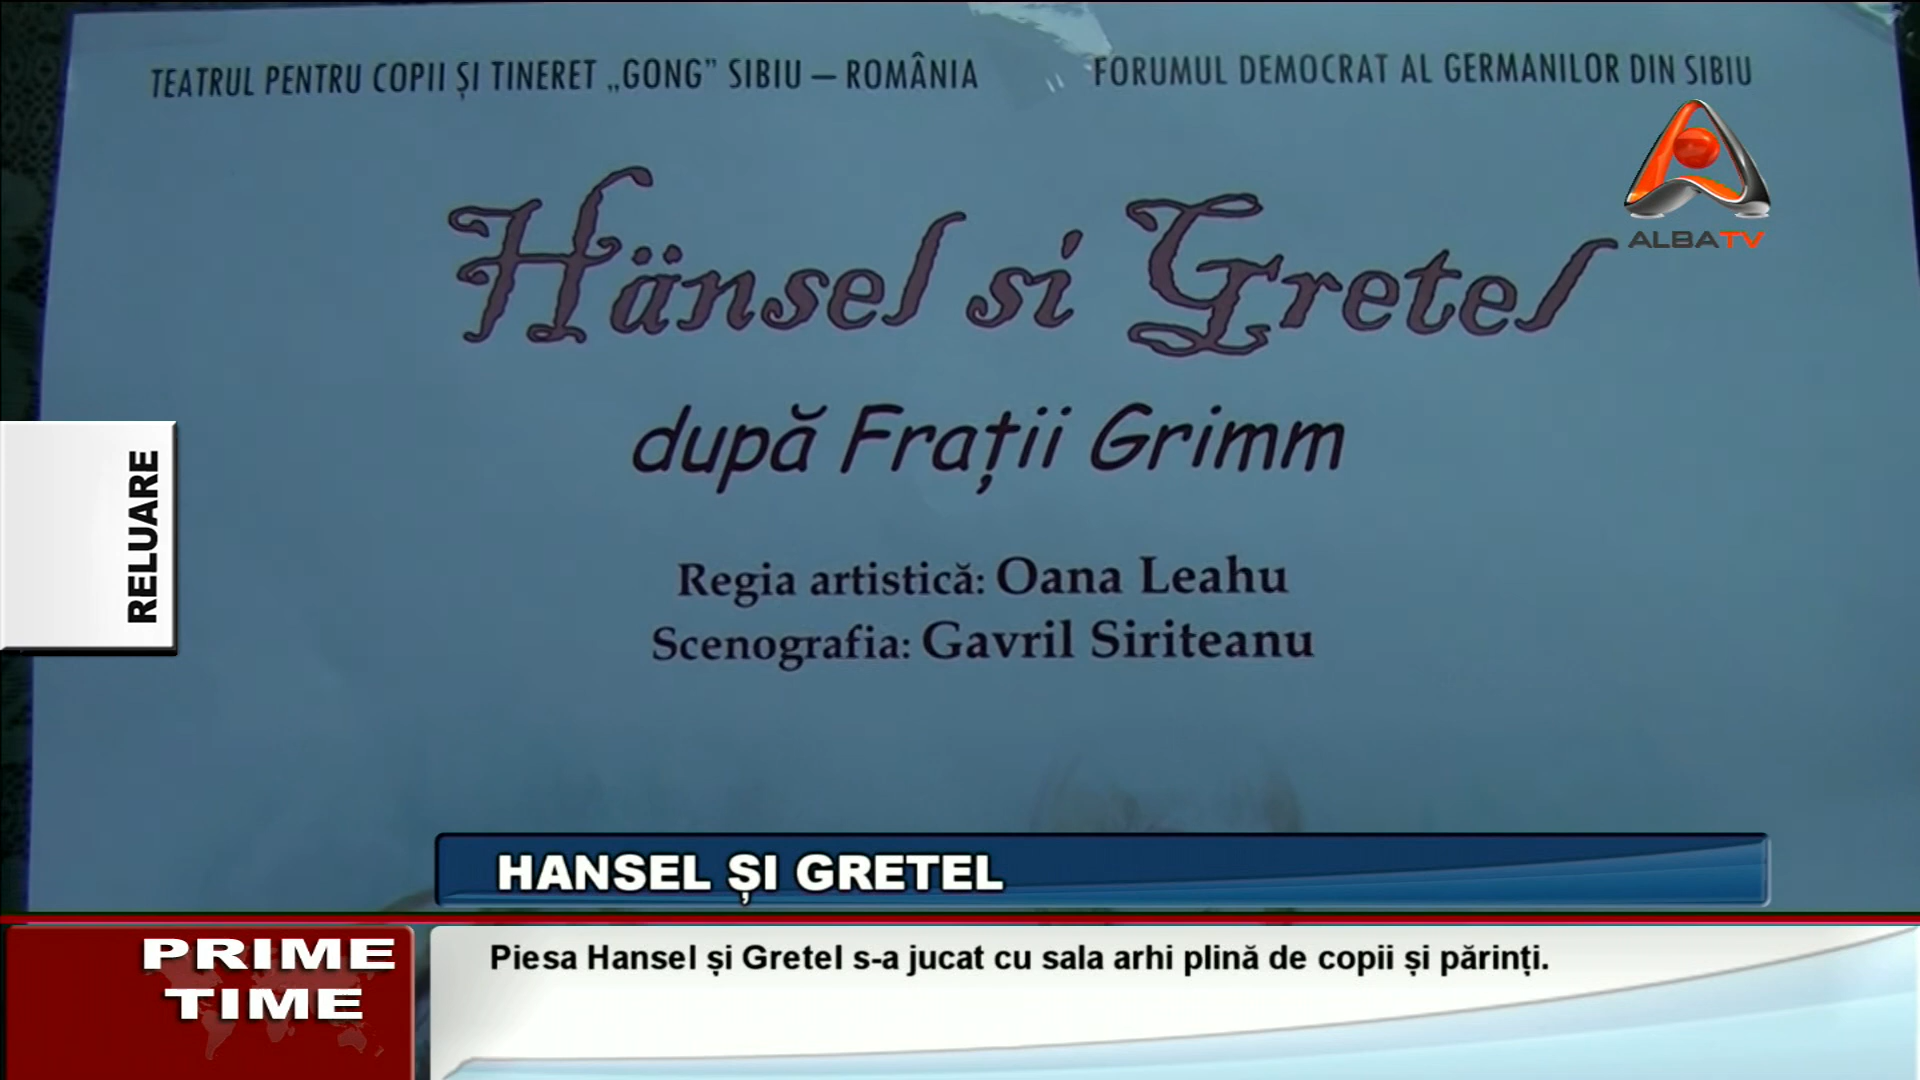 TEATRUL PENTRU COPII ȘI TINERET „GONG” SIBIU – ROMÂNIA
FORUMUL DEMOCRAT AL GERMANILOR DIN SIBIU
ALBATV
Hänsel si Gretel
după Frații Grimm
RELUARE
Regia artistică: Oana Leahu
Scenografia: Gavril Siriteanu
HANSEL ȘI GRETEL
PRIME
TIME
Piesa Hansel și Gretel s-a jucat cu sala arhi plină de copii și părinți.